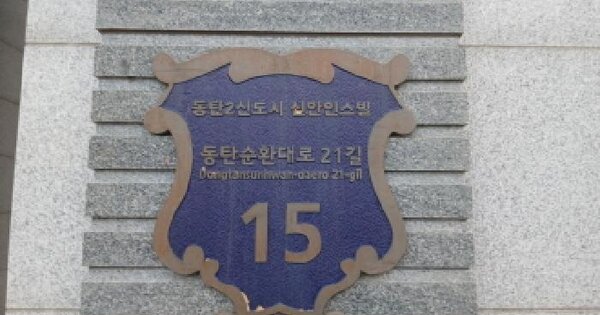 동탄2신도시 신안인스빌
동탄순환대로 21길
Dongtansunhwan-daero 21-gil
15